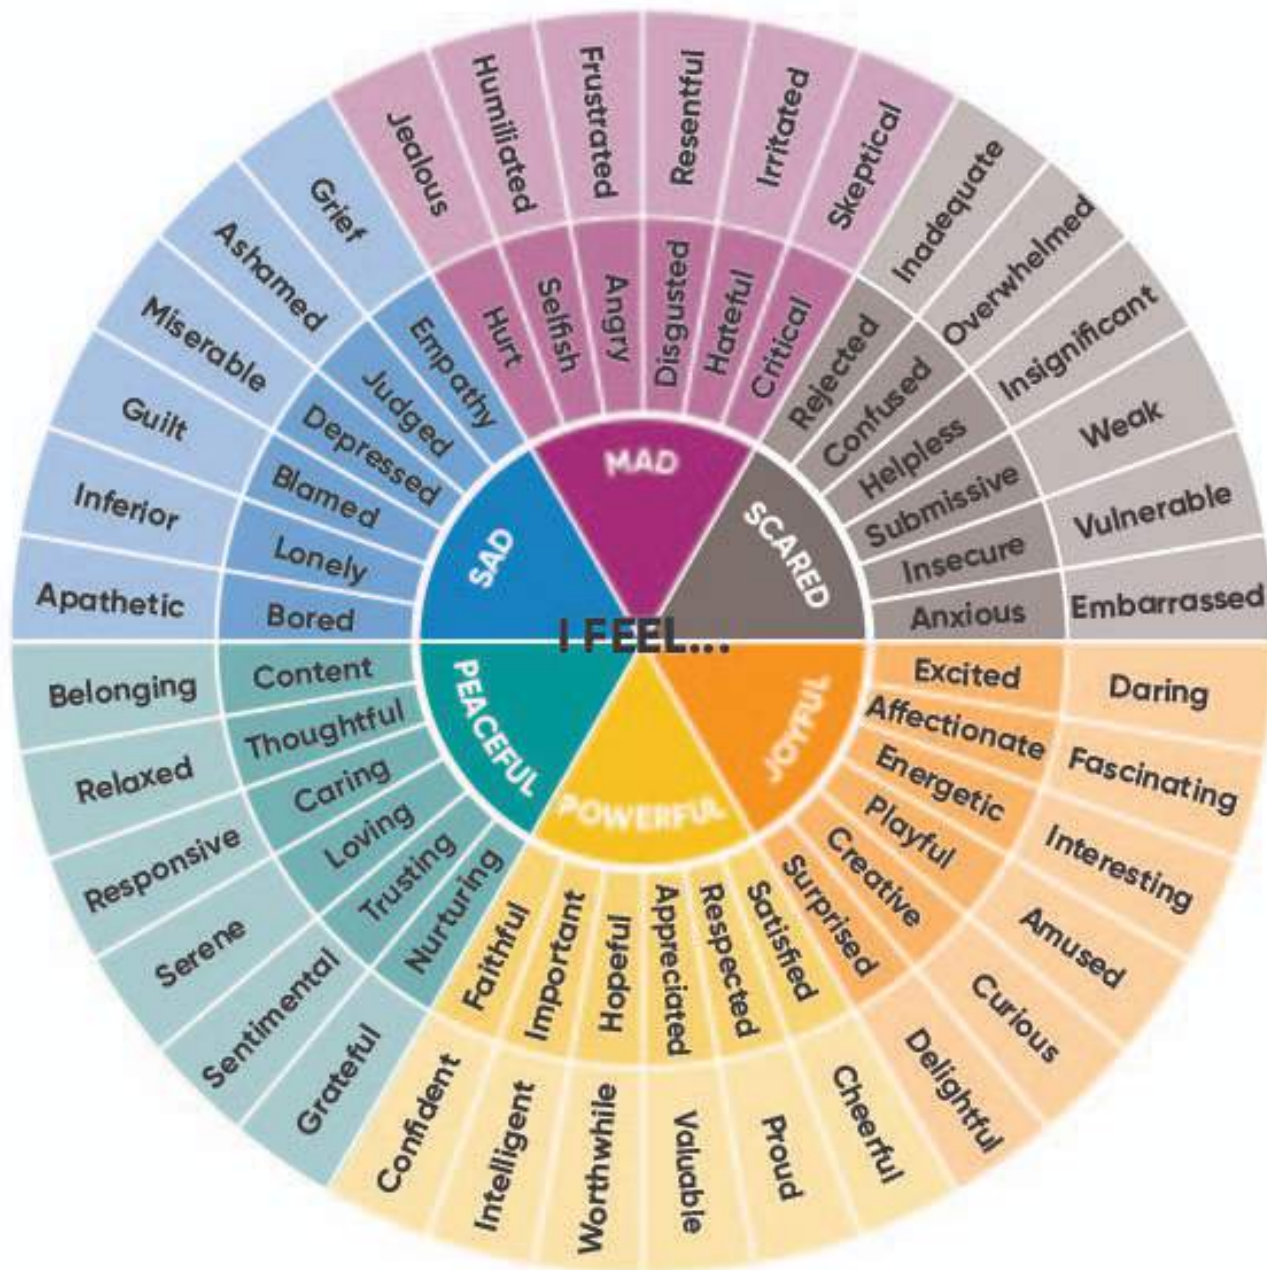 I FEEL...
MAD
SCARED
JOYFUL
POWERFUL
PEACEFUL
SAD
Hurt
Selfish
Angry
Disgusted
Hateful
Critical
Rejected
Confused
Helpless
Submissive
Insecure
Anxious
Excited
Affectionate
Energetic
Playful
Creative
Surprised
Satisfied
Respected
Appreciated
Hopeful
Important
Faithful
Nurturing
Trusting
Loving
Caring
Thoughtful
Content
Bored
Lonely
Blamed
Depressed
Judged
Empathy
Jealous
Humiliated
Frustrated
Resentful
Irritated
Skeptical
Inadequate
Overwhelmed
Insignificant
Weak
Vulnerable
Embarrassed
Daring
Fascinating
Interesting
Amused
Curious
Delightful
Cheerful
Proud
Valuable
Worthwhile
Intelligent
Confident
Grateful
Sentimental
Serene
Responsive
Relaxed
Belonging
Apathetic
Inferior
Guilt
Miserable
Ashamed
Grief